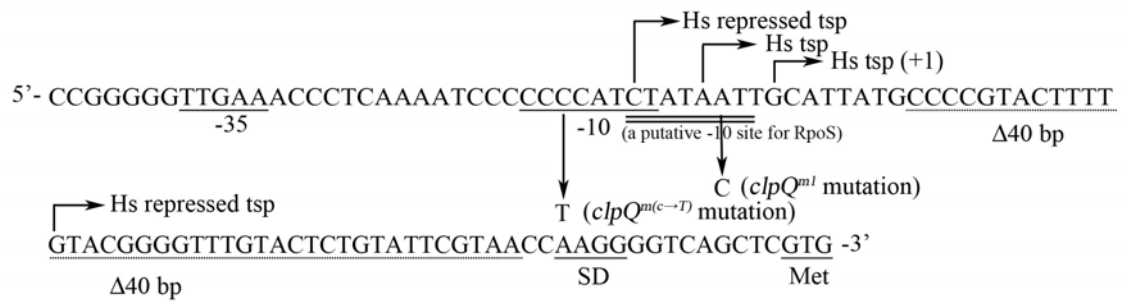 Hs repressed tsp
Hs tsp
Hs tsp (+1)
5’- CCGGGGGTTGAAACCCTCAAAATCCCCCCCCATCTATAATTGCATTATGCCCCGTACTTTT
-35
-10
(a putative -10 site for RpoS)
Δ40 bp
C (clpQm1 mutation)
T (clpQm(c→T) mutation)
Hs repressed tsp
GTACGGGGTTTGTACTCTGTATTCGTAACCAAGGGGTCAGCTCGTG -3’
Δ40 bp
SD
Met